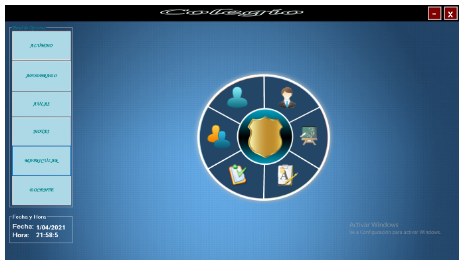 Colegio
- x
ALUMNO
APODERADO
AULAS
NOTAS
MATRICULAR
DOCENTE
Fecha y Hora
Fecha: 1/04/2021
Hora: 21:58:5
Activar Windows
Ve a Configuración para activar Windows.